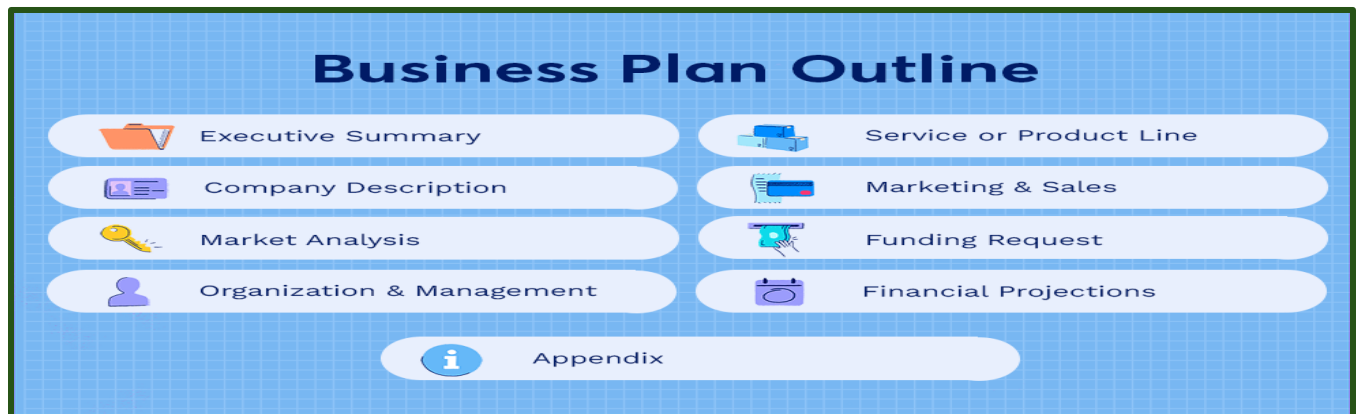 Business Plan Outline
Executive Summary
Company Description
Market Analysis
Organization & Management
Service or Product Line
Marketing & Sales
Funding Request
Financial Projections
Appendix